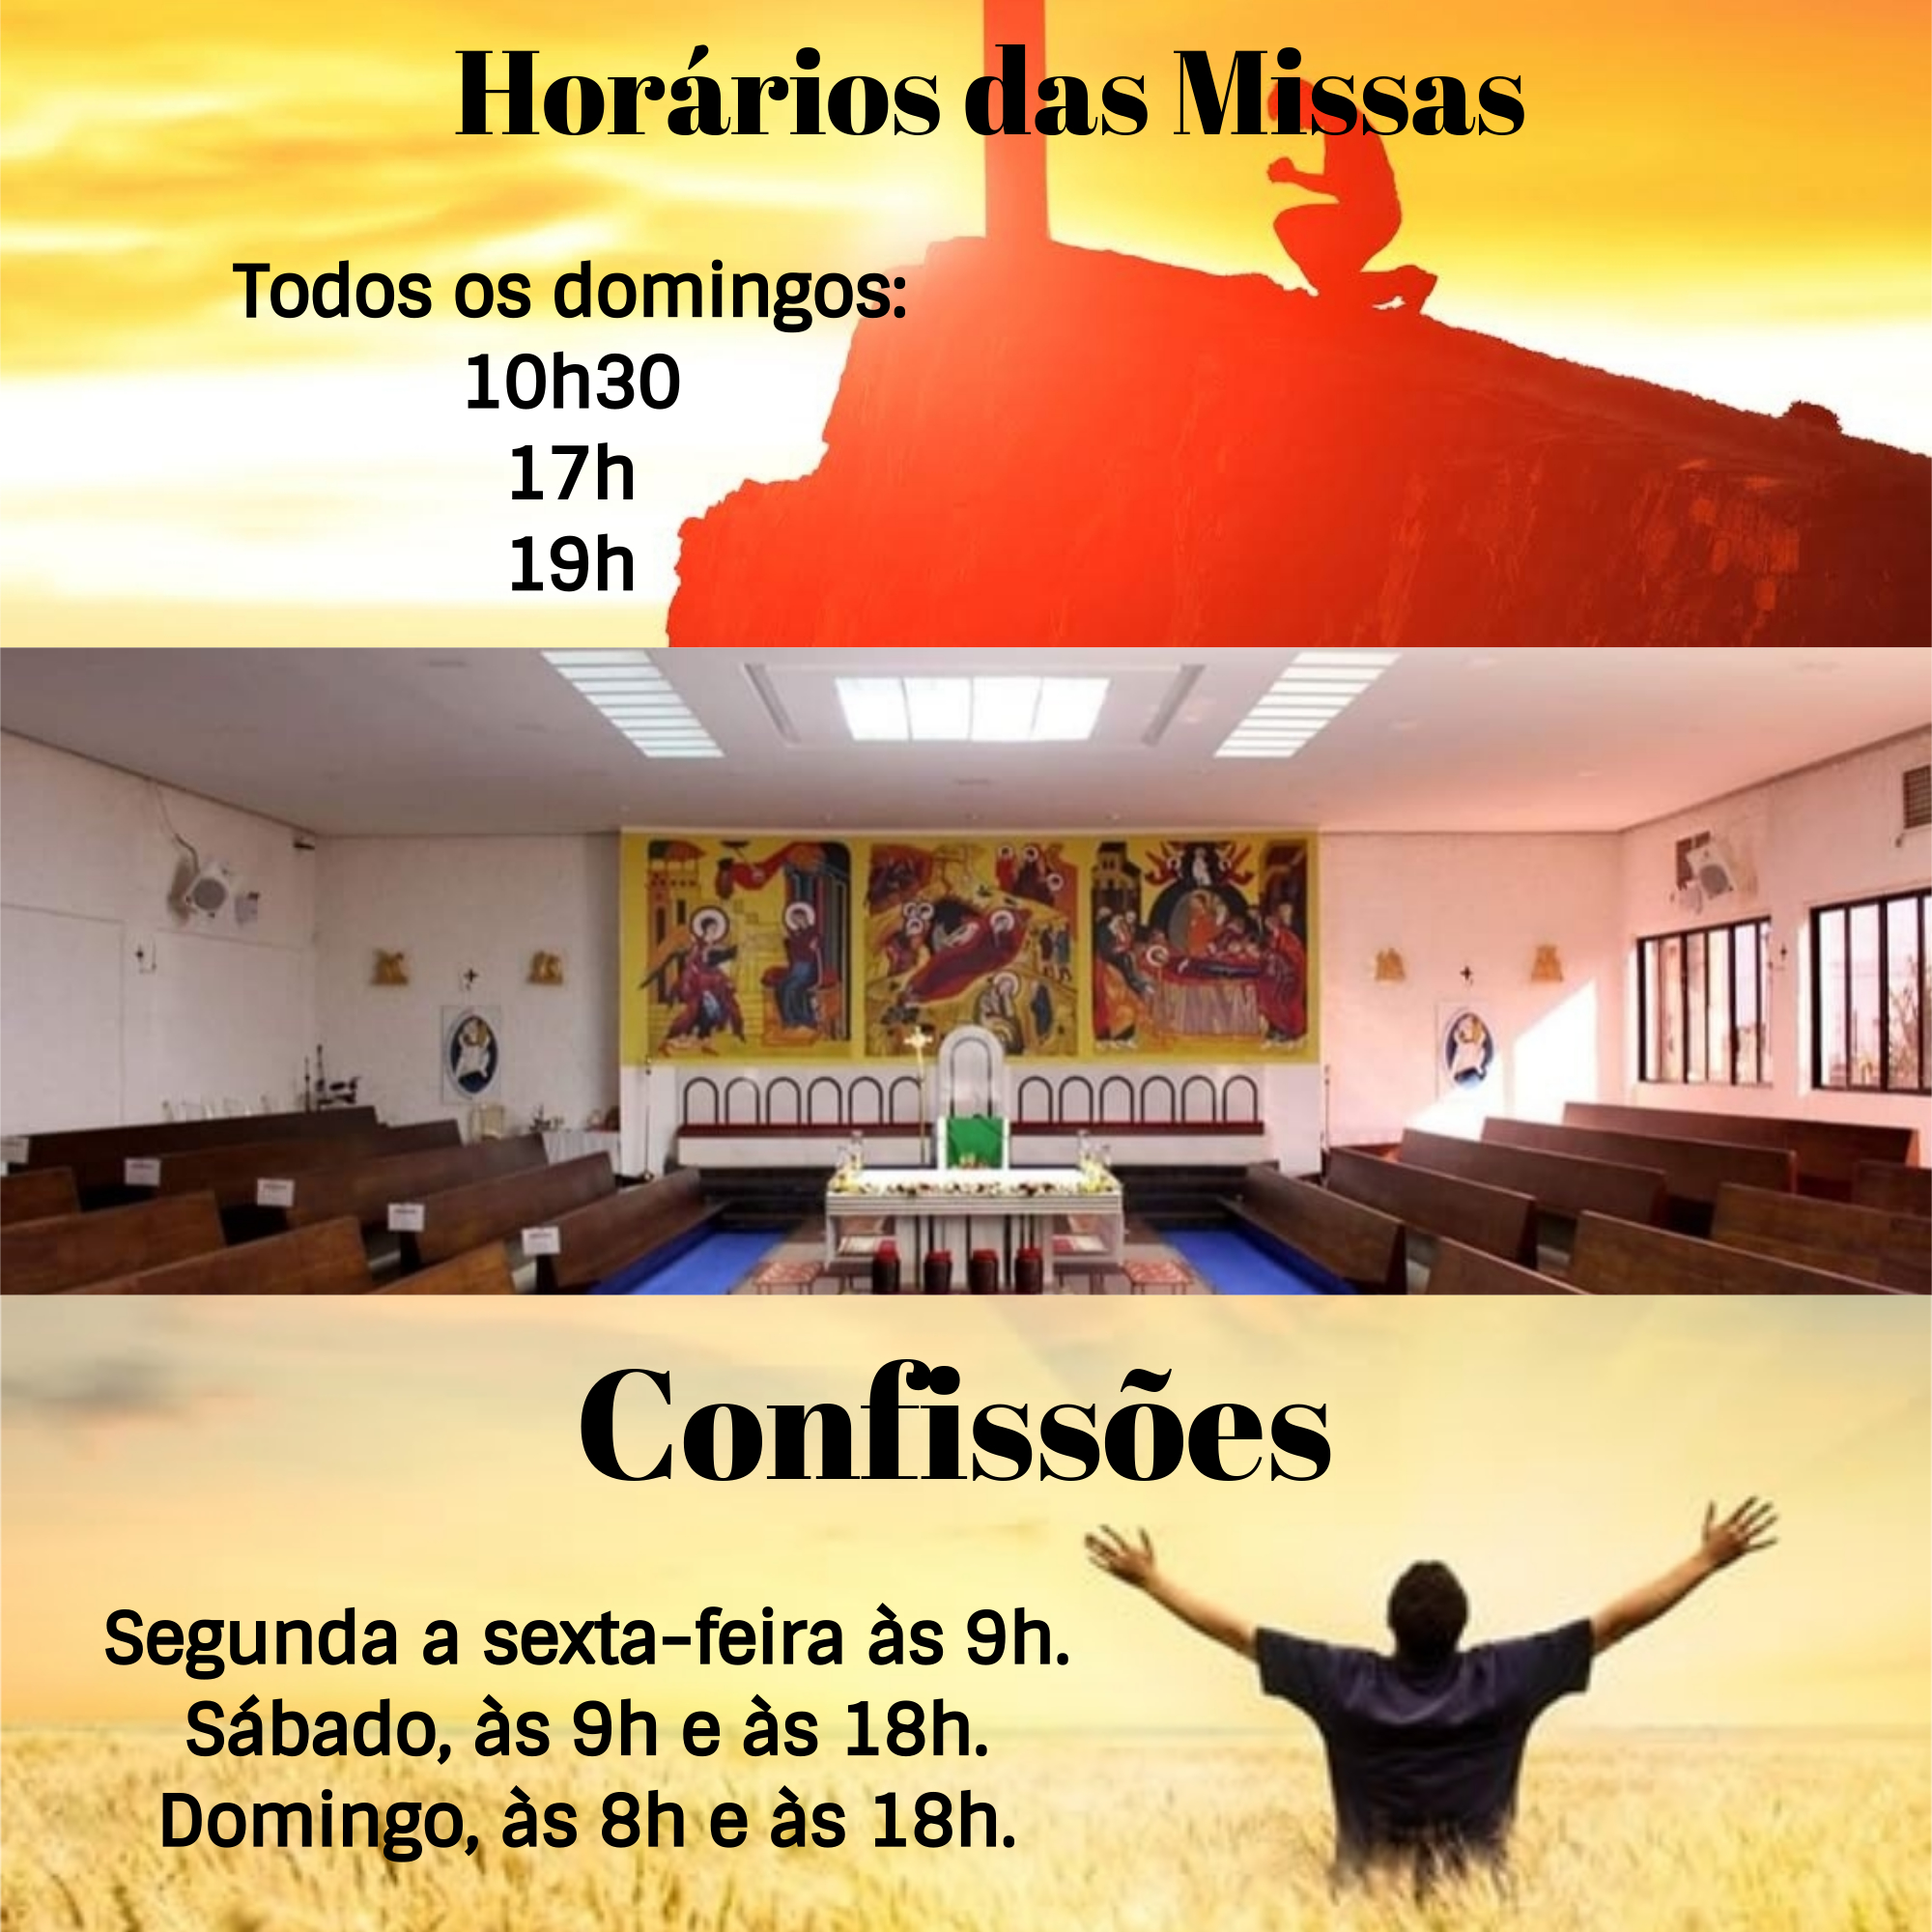 Horários das Missas
Todos os domingos:
10h30
17h
19h
Confissões
Segunda a sexta-feira às 9h.
Sábado, às 9h e às 18h.
Domingo, às 8h e às 18h.